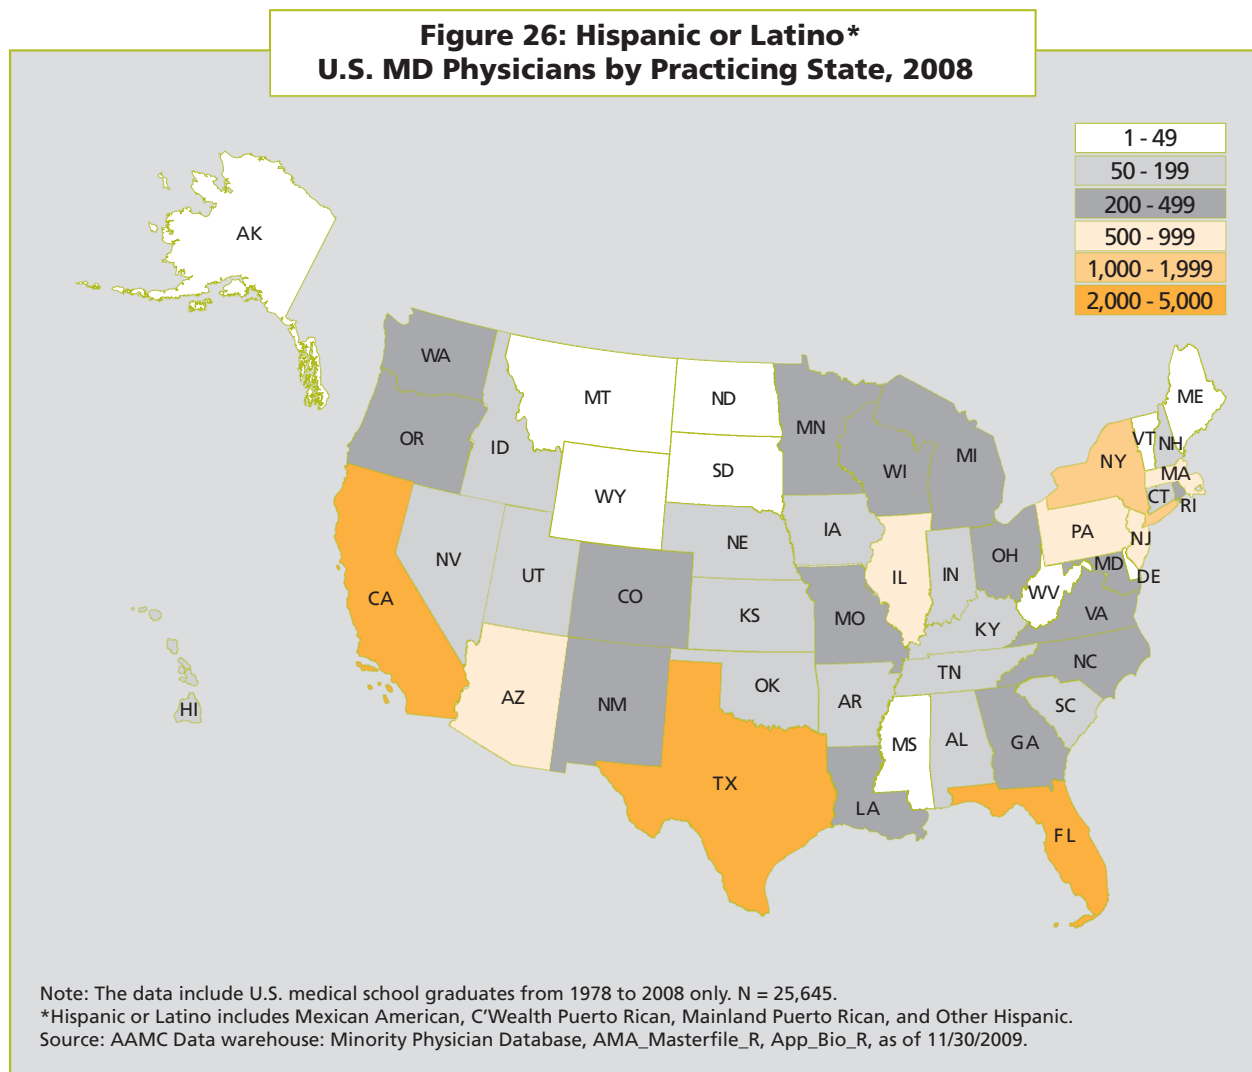 Figure 26: Hispanic or Latino*
U.S. MD Physicians by Practicing State, 2008
1 - 49
50 - 199
200 - 499
500 - 999
1,000 - 1,999
2,000 - 5,000
AK
WA
MT
ND
MN
ME
OR
ID
SD
WI
MI
NY
VT
NH
MA
WY
CT
RI
NV
UT
NE
IA
IL
IN
OH
PA
NJ
MD
DE
CA
CO
KS
MO
KY
WV
VA
HI
AZ
NM
OK
AR
TN
NC
SC
TX
LA
MS
AL
GA
FL
Note: The data include U.S. medical school graduates from 1978 to 2008 only. N = 25,645.
*Hispanic or Latino includes Mexican American, C'Wealth Puerto Rican, Mainland Puerto Rican, and Other Hispanic.
Source: AAMC Data warehouse: Minority Physician Database, AMA_Masterfile_R, App_Bio_R, as of 11/30/2009.